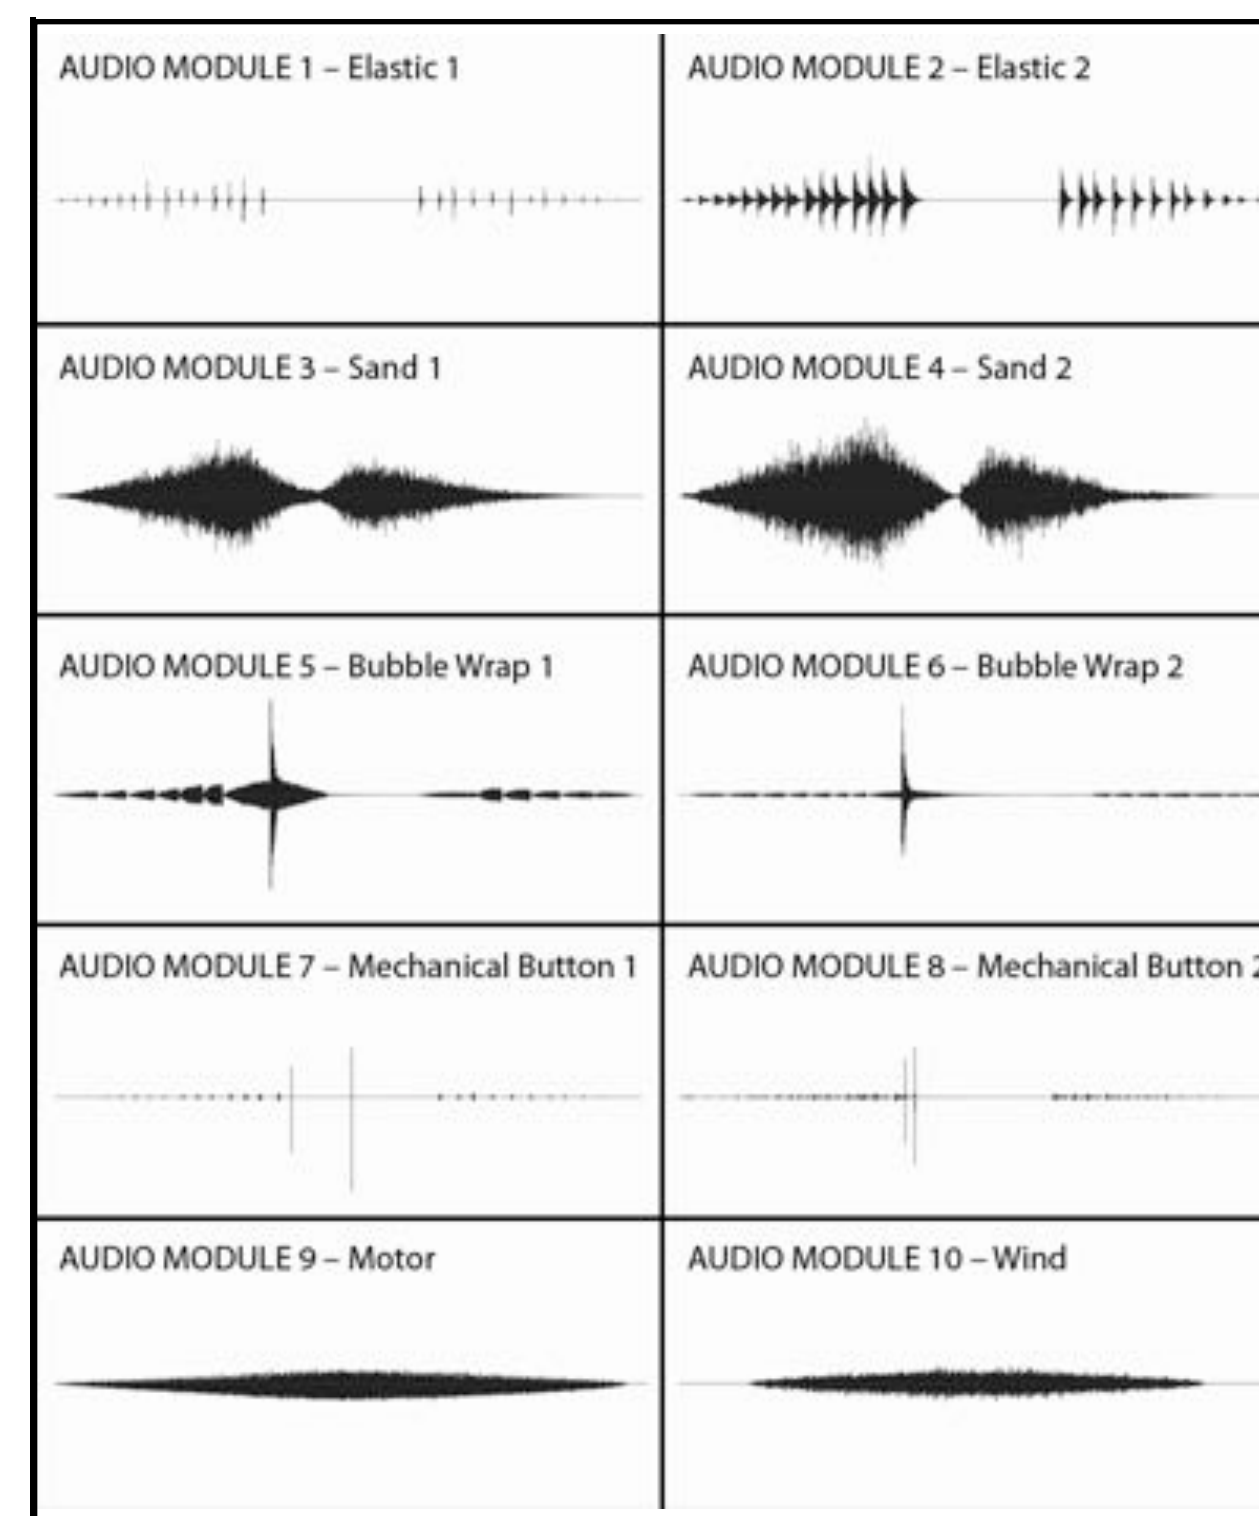 AUDIO MODULE 1 – Elastic 1
AUDIO MODULE 2 – Elastic 2
AUDIO MODULE 3 – Sand 1
AUDIO MODULE 4 – Sand 2
AUDIO MODULE 5 – Bubble Wrap 1
AUDIO MODULE 6 – Bubble Wrap 2
AUDIO MODULE 7 – Mechanical Button 1
AUDIO MODULE 8 – Mechanical Button 2
AUDIO MODULE 9 – Motor
AUDIO MODULE 10 – Wind